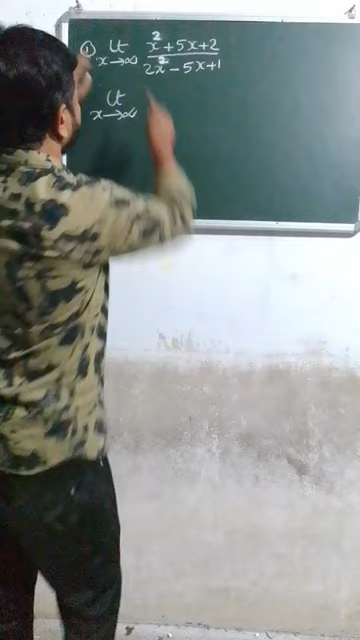 ① Lt x→∞ x²+5x+2 / 2x²-5x+1
Lt x→∞